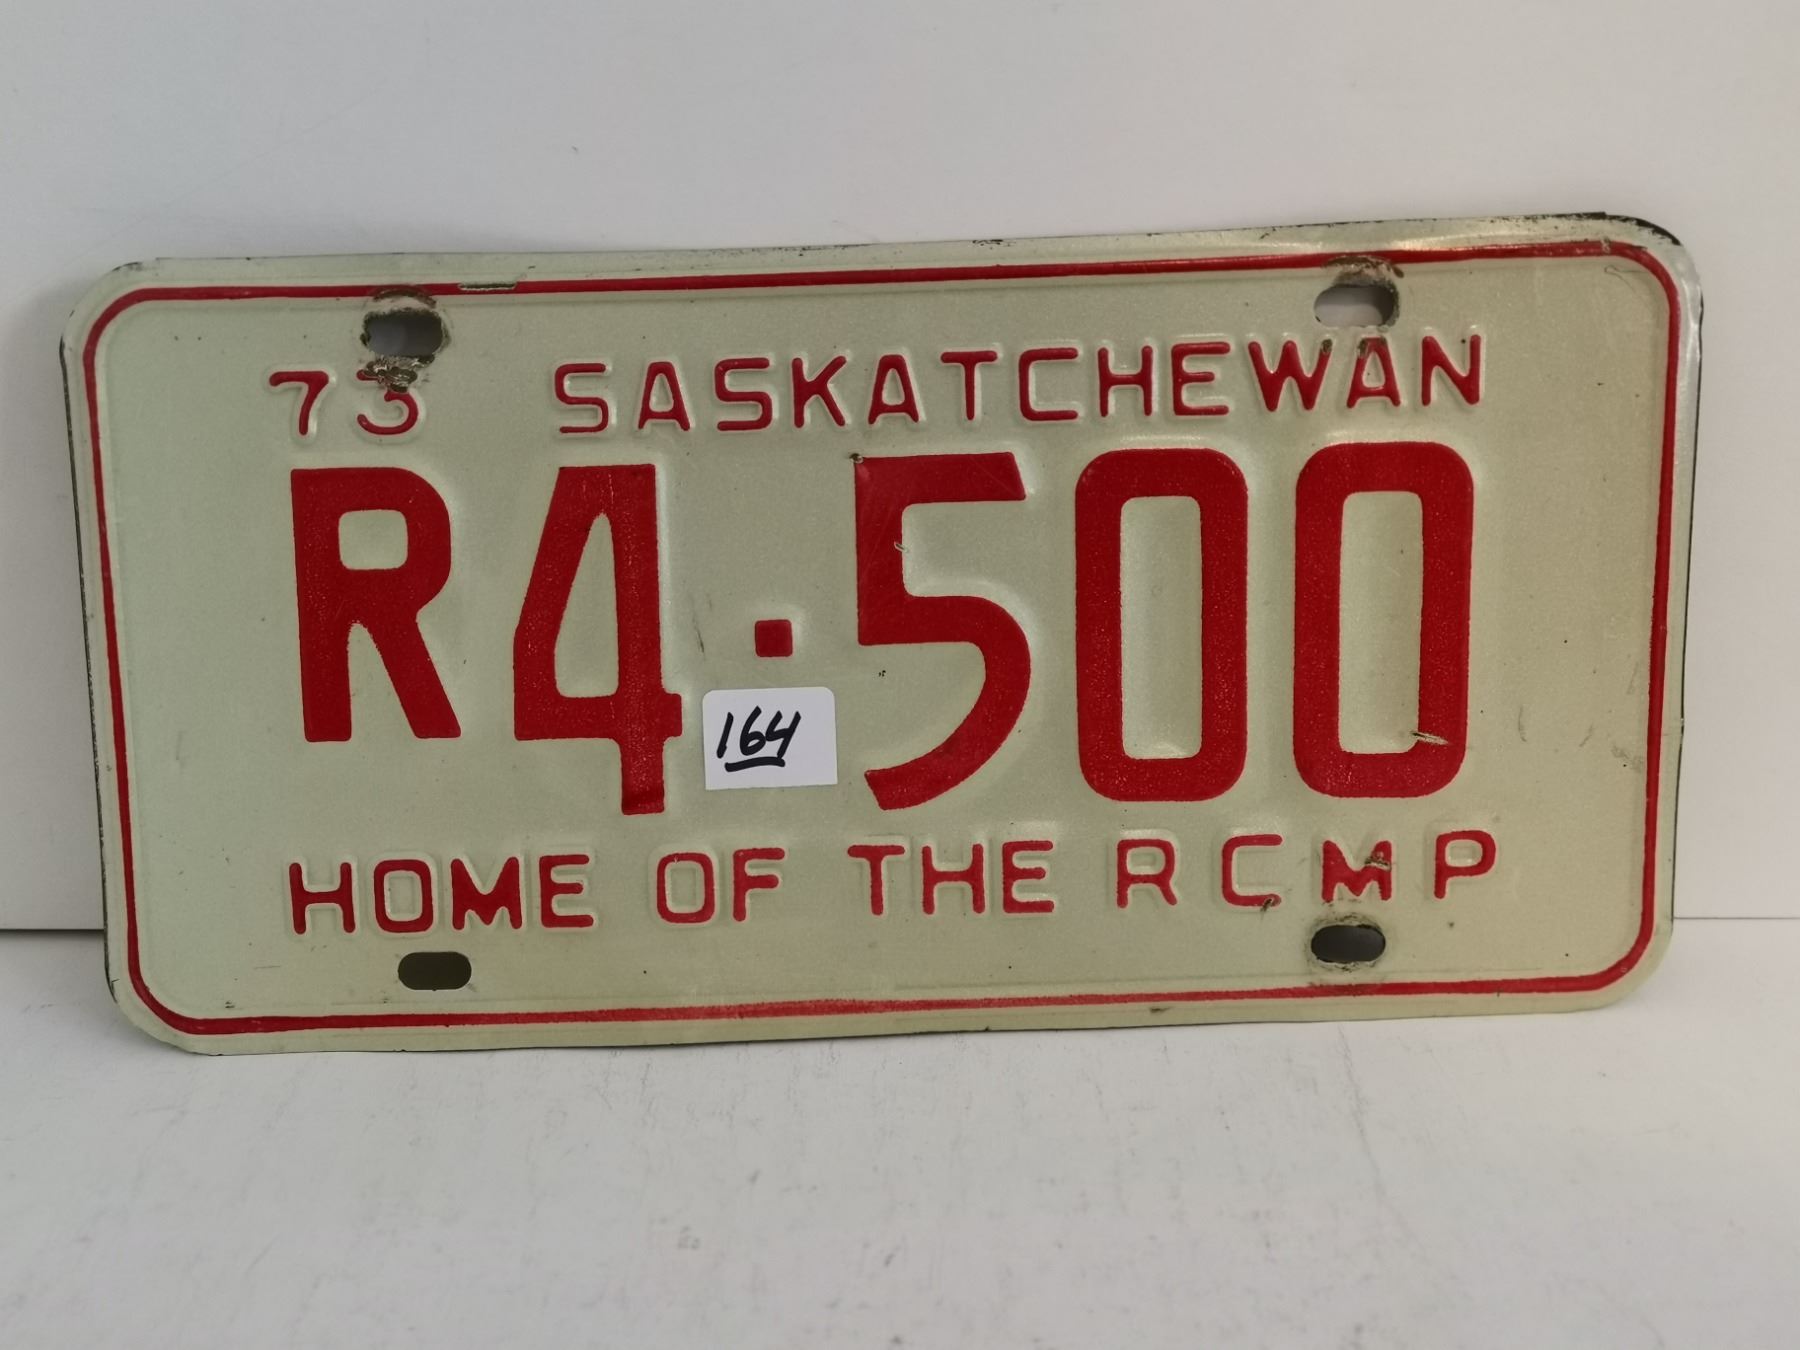 73 SASKATCHEWAN
R4·500
164
HOME OF THE RCMP